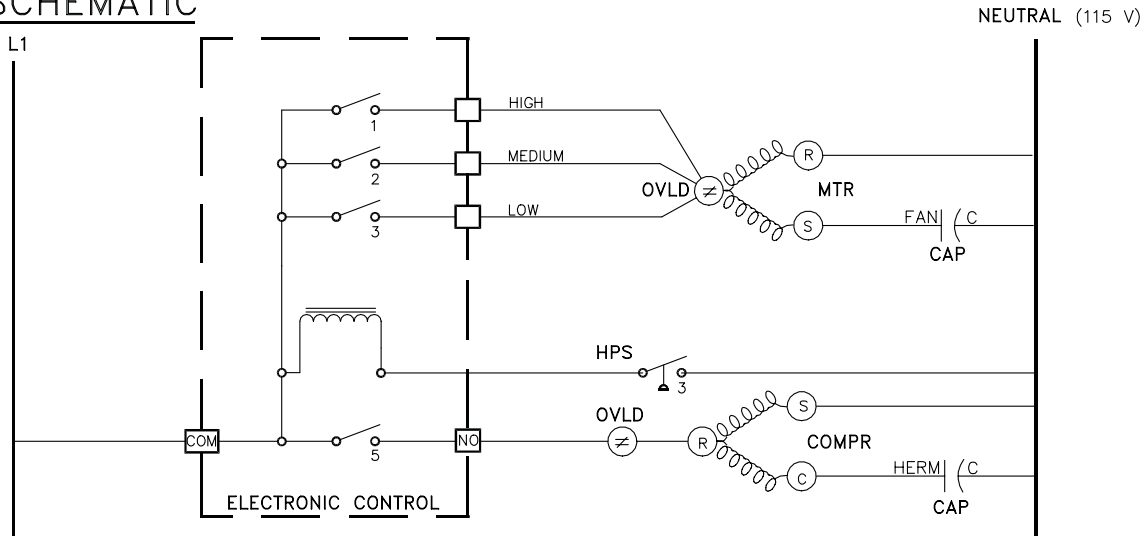 SCHEMATIC
NEUTRAL (115 V)
L1
HIGH
1
MEDIUM
2
R
OVLD ≠
MTR
LOW
3
S
FAN
C
CAP
HPS
3
OVLD
S
COM
5
NO
≠
R
COMPR
HERM
C
C
CAP
ELECTRONIC CONTROL